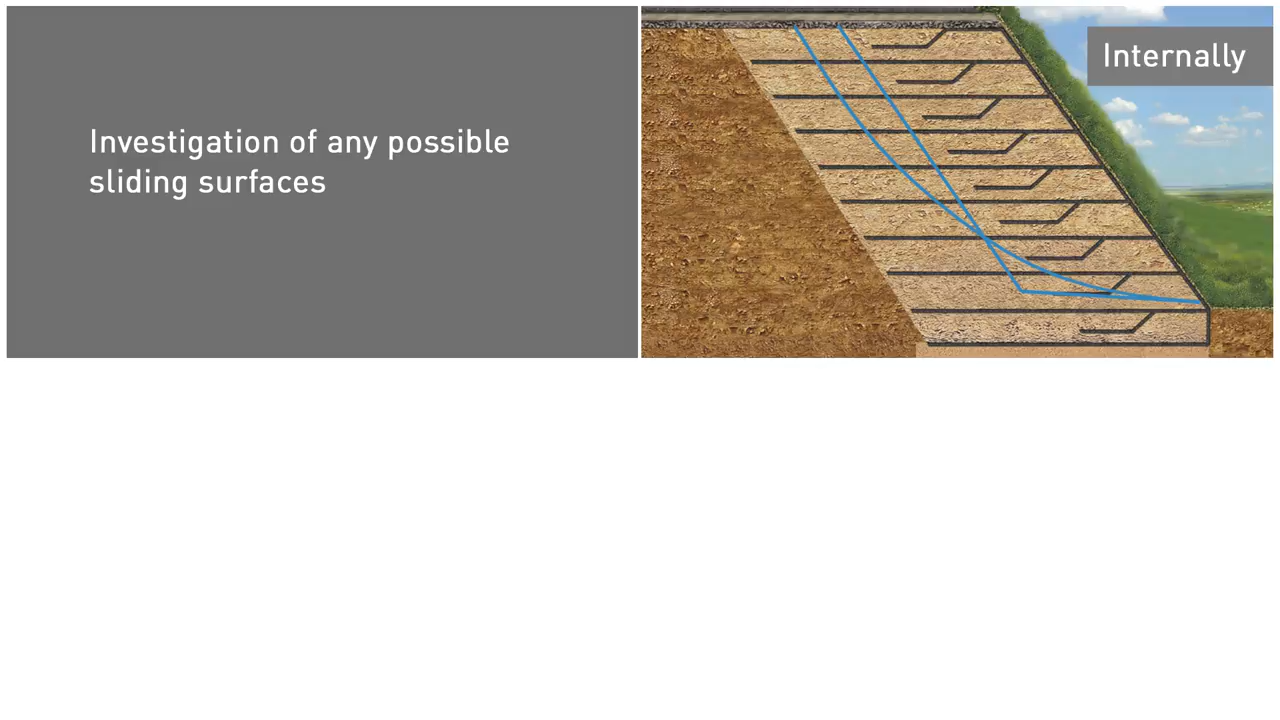 Investigation of any possible
sliding surfaces
Internally